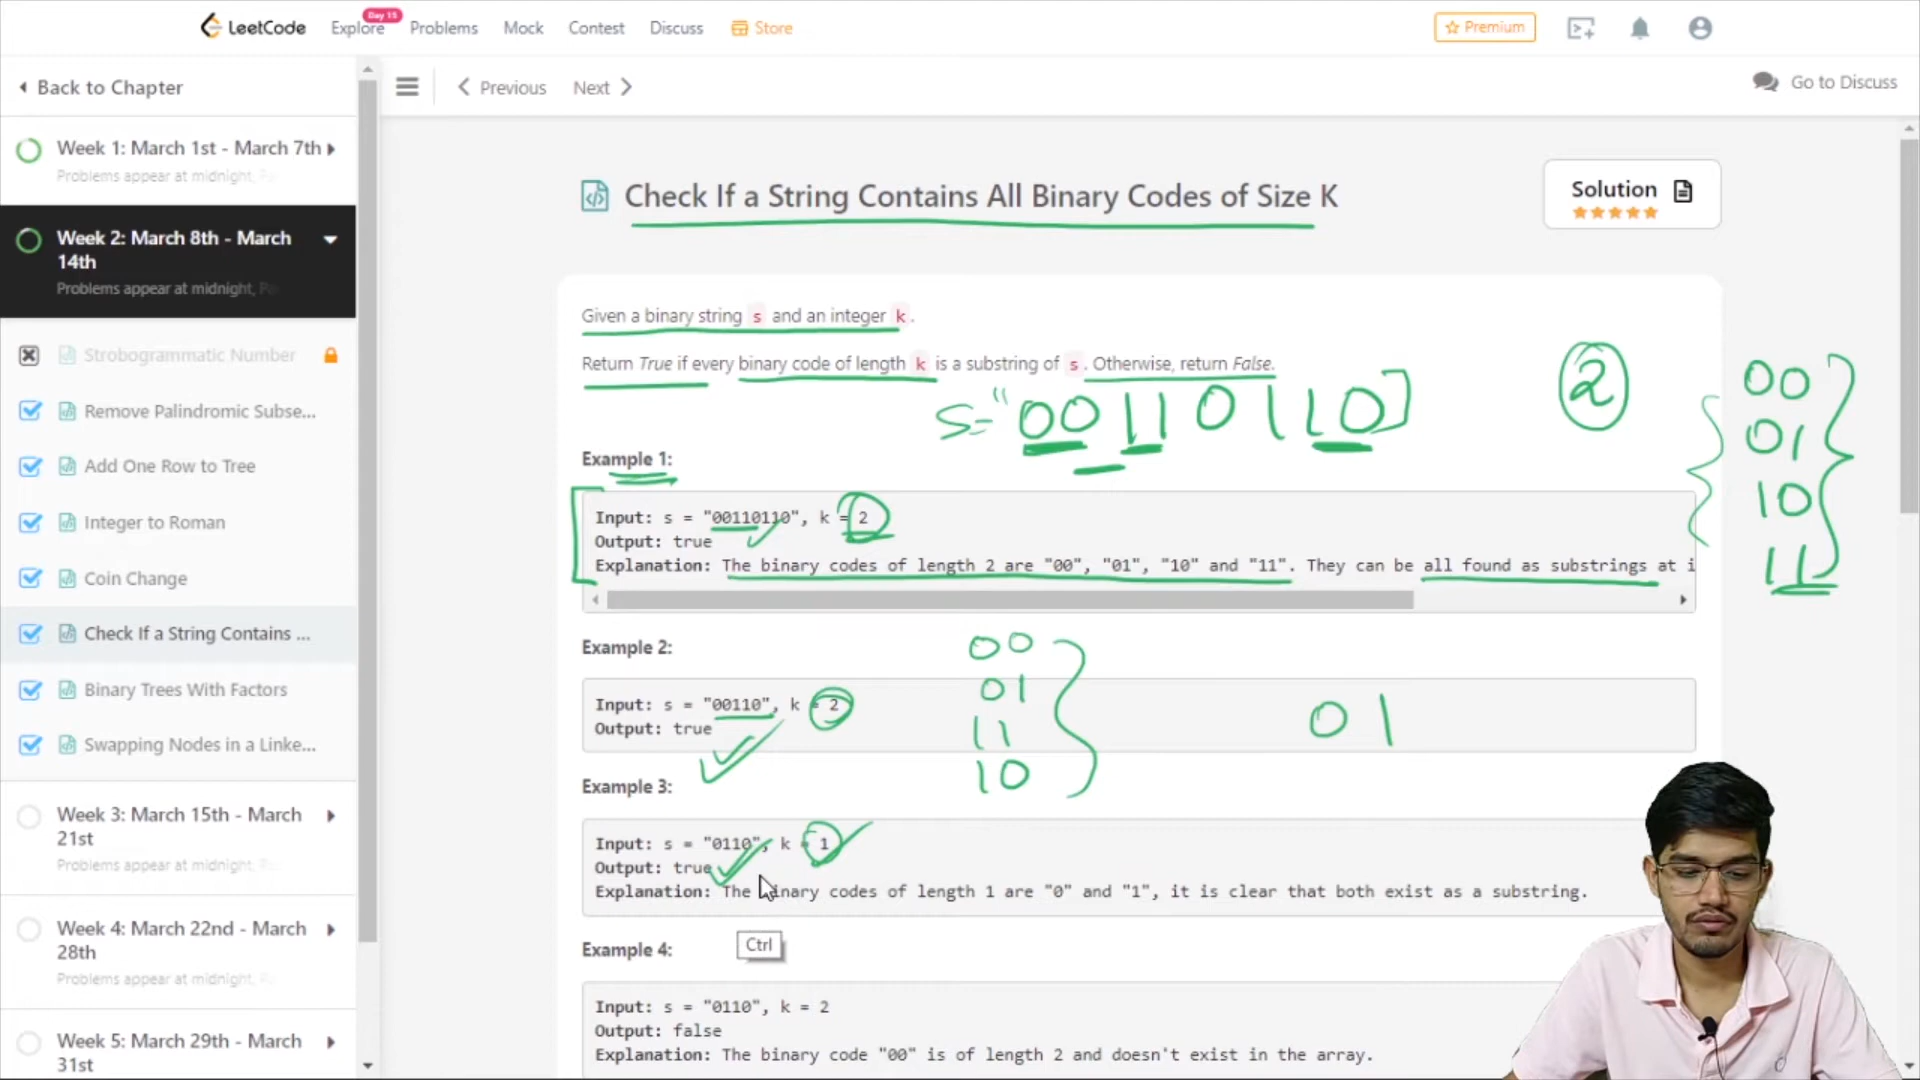 LeetCode
Explore
Day 15
Problems
Mock
Contest
Discuss
Store
Premium
Back to Chapter
Previous
Next
Go to Discuss
Week 1: March 1st - March 7th
Problems appear at midnight,
Week 2: March 8th - March
14th
Problems appear at midnight,
Strobogrammatic Number
Remove Palindromic Subse...
Add One Row to Tree
Integer to Roman
Coin Change
Check If a String Contains ...
Binary Trees With Factors
Swapping Nodes in a Linke...
Week 3: March 15th - March
21st
Problems appear at midnight,
Week 4: March 22nd - March
28th
Problems appear at midnight,
Week 5: March 29th - March
31st
Check If a String Contains All Binary Codes of Size K
Solution
Given a binary string s and an integer k .
Return True if every binary code of length k is a substring of s . Otherwise, return False.
s= "00110110
2
00
01
10
11
Example 1:
Input: s = "00110110", k = 2
Output: true
Explanation: The binary codes of length 2 are "00", "01", "10" and "11". They can be all found as substrings at i
Example 2:
Input: s = "00110", k = 2
Output: true
00
01
11
10
01
Example 3:
Input: s = "0110", k = 1
Output: true
Explanation: The binary codes of length 1 are "0" and "1", it is clear that both exist as a substring.
Ctrl
Example 4:
Input: s = "0110", k = 2
Output: false
Explanation: The binary code "00" is of length 2 and doesn't exist in the array.